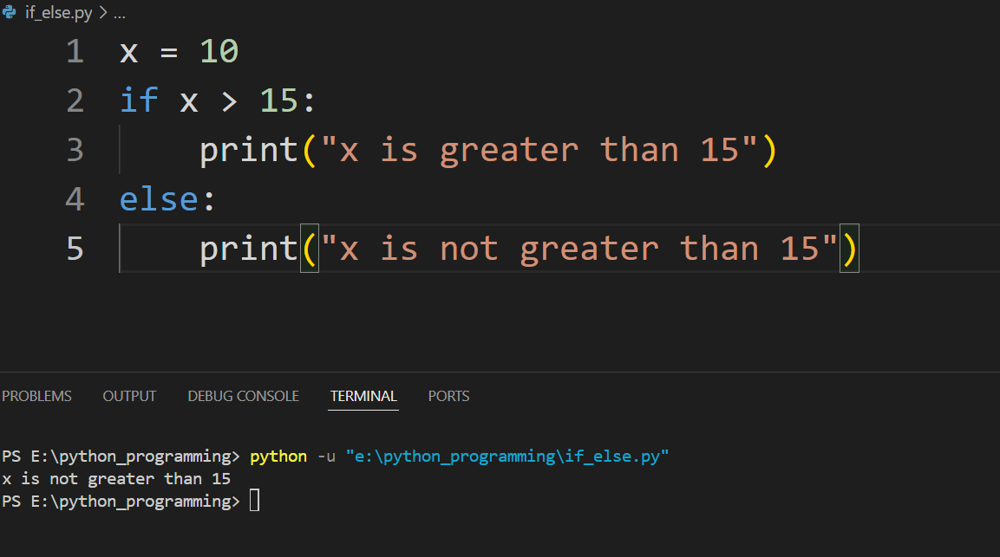 if_else.py > ...
1 x = 10
2 if x > 15:
3     print("x is greater than 15")
4 else:
5     print("x is not greater than 15")
PROBLEMS OUTPUT DEBUG CONSOLE TERMINAL PORTS
PS E:\python_programming> python -u "e:\python_programming\if_else.py"
x is not greater than 15
PS E:\python_programming>